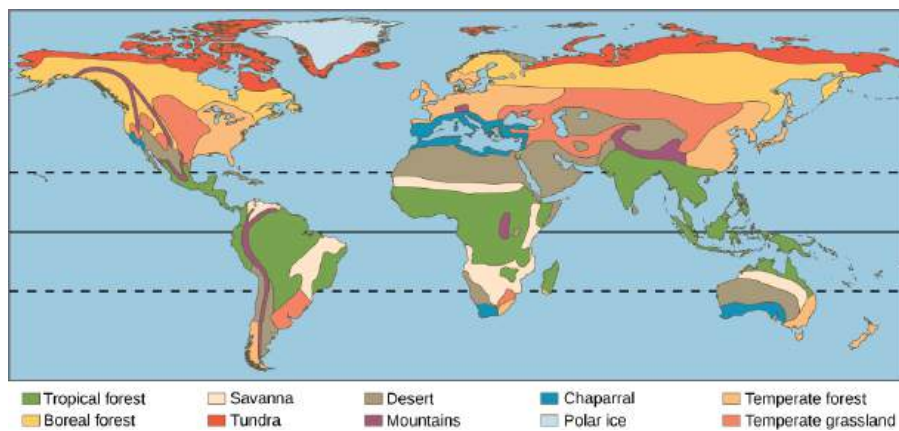 Tropical forest Savanna Desert Chaparral Temperate forest
Boreal forest Tundra Mountains Polar ice Temperate grassland